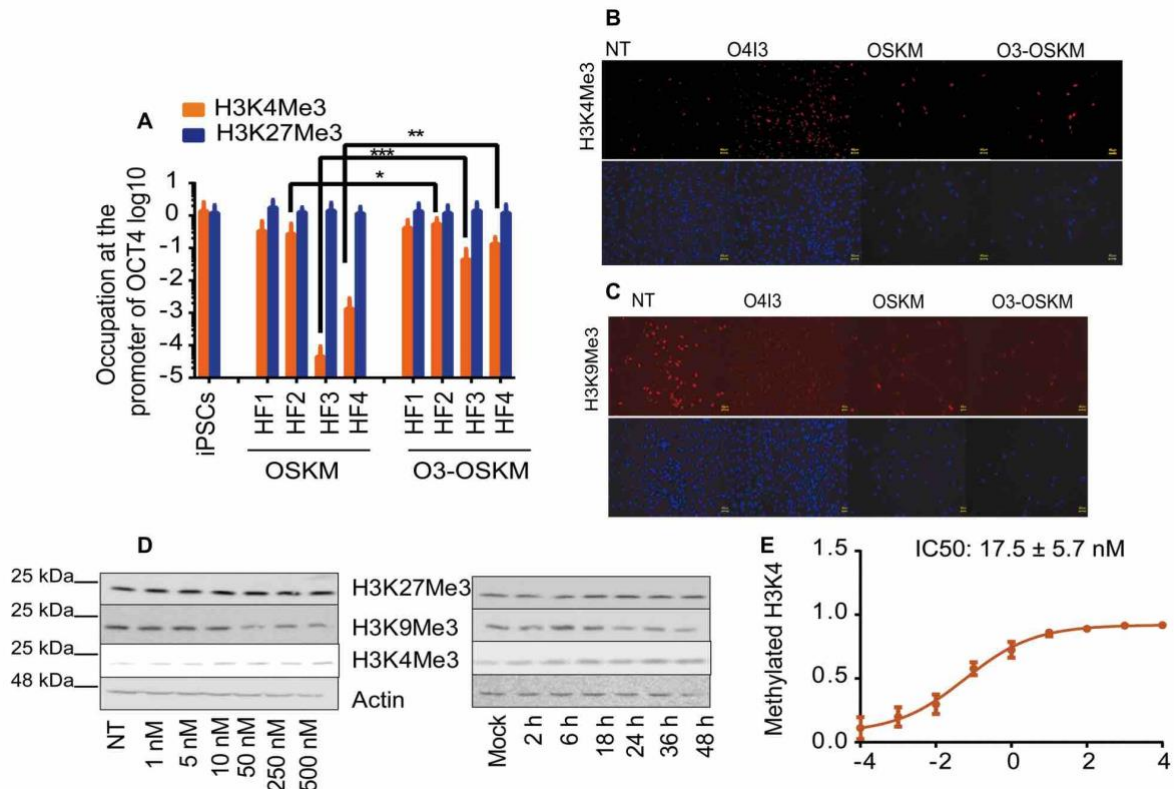 A
H3K4Me3
H3K27Me3
**
***
*
Occupation at the
promoter of OCT4 log10
1
0
-1
-2
-3
-4
-5
iPSCs
HF1
HF2
HF3
HF4
HF1
HF2
HF3
HF4
OSKM
O3-OSKM
B
NT
O4I3
OSKM
O3-OSKM
H3K4Me3
C
NT
O4I3
OSKM
O3-OSKM
H3K9Me3
D
25 kDa
25 kDa
25 kDa
48 kDa
H3K27Me3
H3K9Me3
H3K4Me3
Actin
NT
1 nM
5 nM
10 nM
50 nM
250 nM
500 nM
Mock
2 h
6 h
18 h
24 h
36 h
48 h
E
IC50: 17.5 ± 5.7 nM
Methylated H3K4
1.5
1.0
0.5
0.0
-4
-2
0
2
4